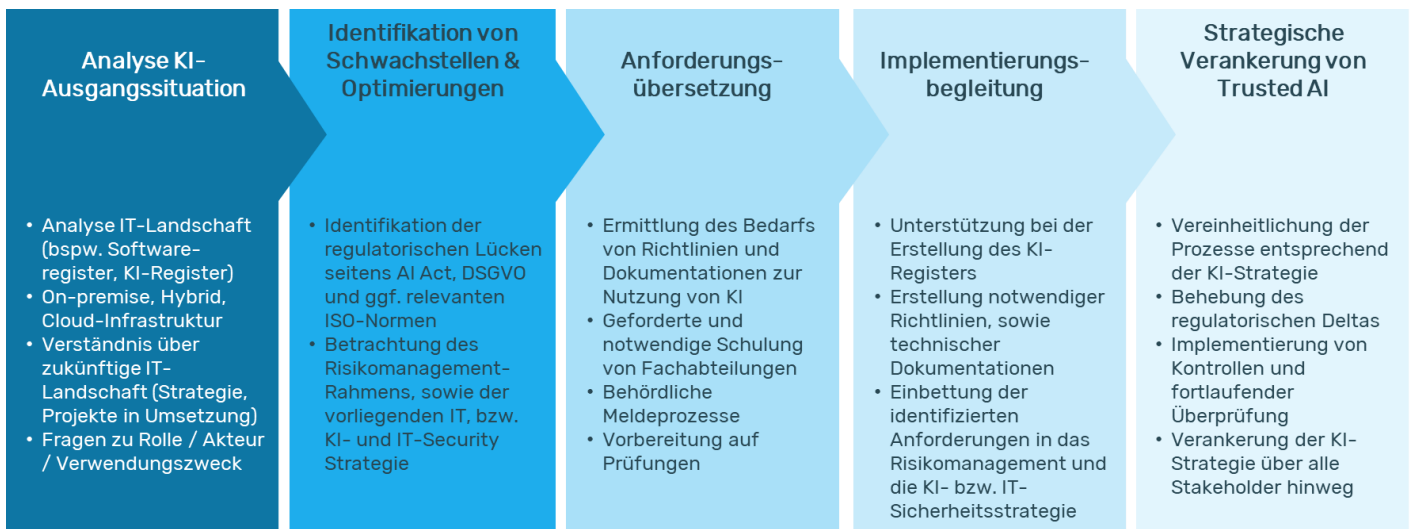 Analyse KI-
Ausgangssituation
• Analyse IT-Landschaft
(bspw. Software-
register, KI-Register)
• On-premise, Hybrid,
Cloud-Infrastruktur
• Verständnis über
zukünftige IT-
Landschaft (Strategie,
Projekte in Umsetzung)
• Fragen zu Rolle / Akteur
/ Verwendungszweck
Identifikation von
Schwachstellen &
Optimierungen
• Identifikation der
regulatorischen Lücken
seitens AI Act, DSGVO
und ggf. relevanten
ISO-Normen
• Betrachtung des
Risikomanagement-
Rahmens, sowie der
vorliegenden IT, bzw.
KI- und IT-Security
Strategie
Anforderungs-
übersetzung
• Ermittlung des Bedarfs
von Richtlinien und
Dokumentationen zur
Nutzung von KI
• Geforderte und
notwendige Schulung
von Fachabteilungen
• Behördliche
Meldeprozesse
• Vorbereitung auf
Prüfungen
Implementierungs-
begleitung
• Unterstützung bei der
Erstellung des KI-
Registers
• Erstellung notwendiger
Richtlinien, sowie
technischer
Dokumentationen
• Einbettung der
identifizierten
Anforderungen in das
Risikomanagement und
die KI- bzw. IT-
Sicherheitsstrategie
Strategische
Verankerung von
Trusted AI
• Vereinheitlichung der
Prozesse entsprechend
der KI-Strategie
• Behebung des
regulatorischen Deltas
• Implementierung von
Kontrollen und
fortlaufender
Überprüfung
• Verankerung der KI-
Strategie über alle
Stakeholder hinweg